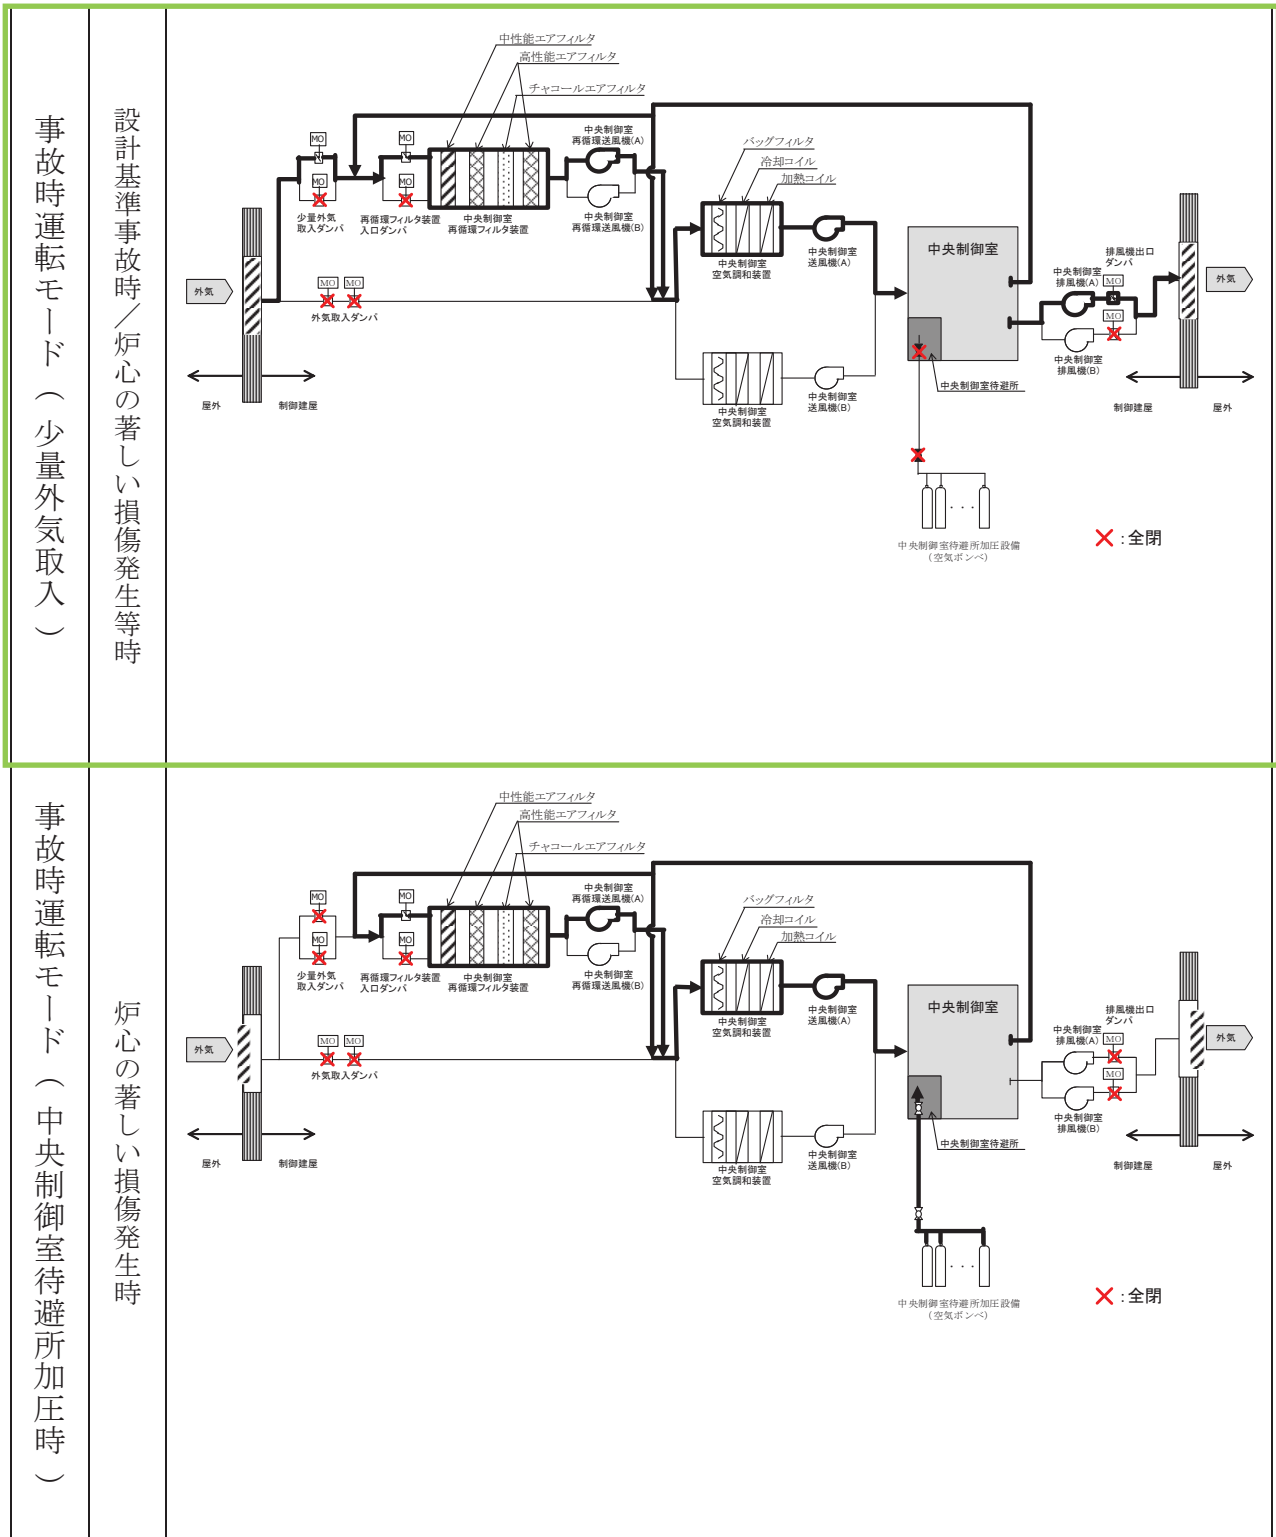 事故時運転モード（少量外気取入）
設計基準事故時／炉心の著しい損傷発生等時
中性能エアフィルタ
高性能エアフィルタ
チャコールエアフィルタ
MO
MO
MO
MO
中央制御室
再循環送風機(A)
中央制御室
再循環送風機(B)
少量外気
取入ダンパ
再循環フィルタ装置
入口ダンパ
中央制御室
再循環フィルタ装置
外気
MO
MO
外気取入ダンパ
屋外
制御建屋
バッグフィルタ
冷却コイル
加熱コイル
中央制御室
空気調和装置
中央制御室
送風機(A)
中央制御室
空気調和装置
中央制御室
送風機(B)
中央制御室
中央制御室待避所
排風機出口
ダンパ
中央制御室
排風機(A)
MO
MO
中央制御室
排風機(B)
外気
制御建屋
屋外
・・・
中央制御室待避所加圧設備
(空気ボンベ)
：全閉
事故時運転モード（中央制御室待避所加圧時）
炉心の著しい損傷発生時
中性能エアフィルタ
高性能エアフィルタ
チャコールエアフィルタ
MO
MO
MO
MO
中央制御室
再循環送風機(A)
中央制御室
再循環送風機(B)
少量外気
取入ダンパ
再循環フィルタ装置
入口ダンパ
中央制御室
再循環フィルタ装置
外気
MO
MO
外気取入ダンパ
屋外
制御建屋
バッグフィルタ
冷却コイル
加熱コイル
中央制御室
空気調和装置
中央制御室
送風機(A)
中央制御室
空気調和装置
中央制御室
送風機(B)
中央制御室
中央制御室待避所
排風機出口
ダンパ
中央制御室
排風機(A)
MO
MO
中央制御室
排風機(B)
外気
制御建屋
屋外
・・・
中央制御室待避所加圧設備
(空気ボンベ)
：全閉